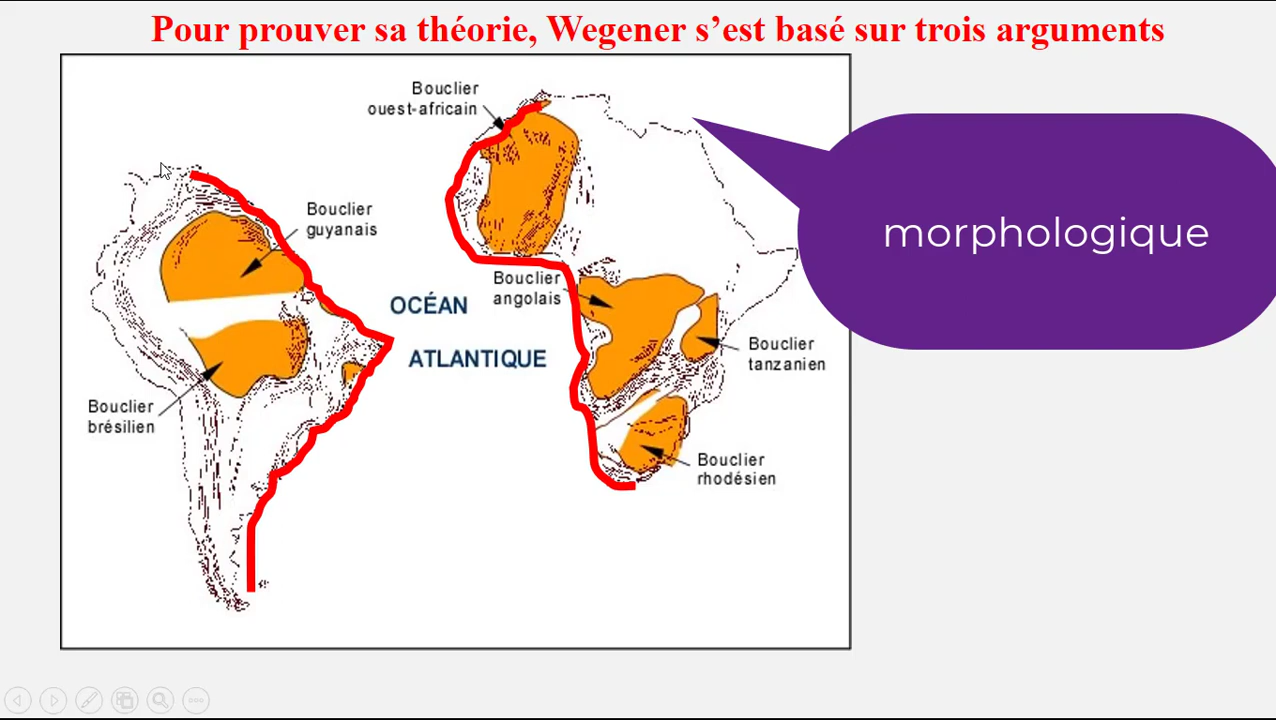 Pour prouver sa théorie, Wegener s’est basé sur trois arguments
Bouclier
ouest-africain
Bouclier
guyanais
morphologique
Bouclier
angolais
OCÉAN
ATLANTIQUE
Bouclier
tanzanien
Bouclier
brésilien
Bouclier
rhodésien